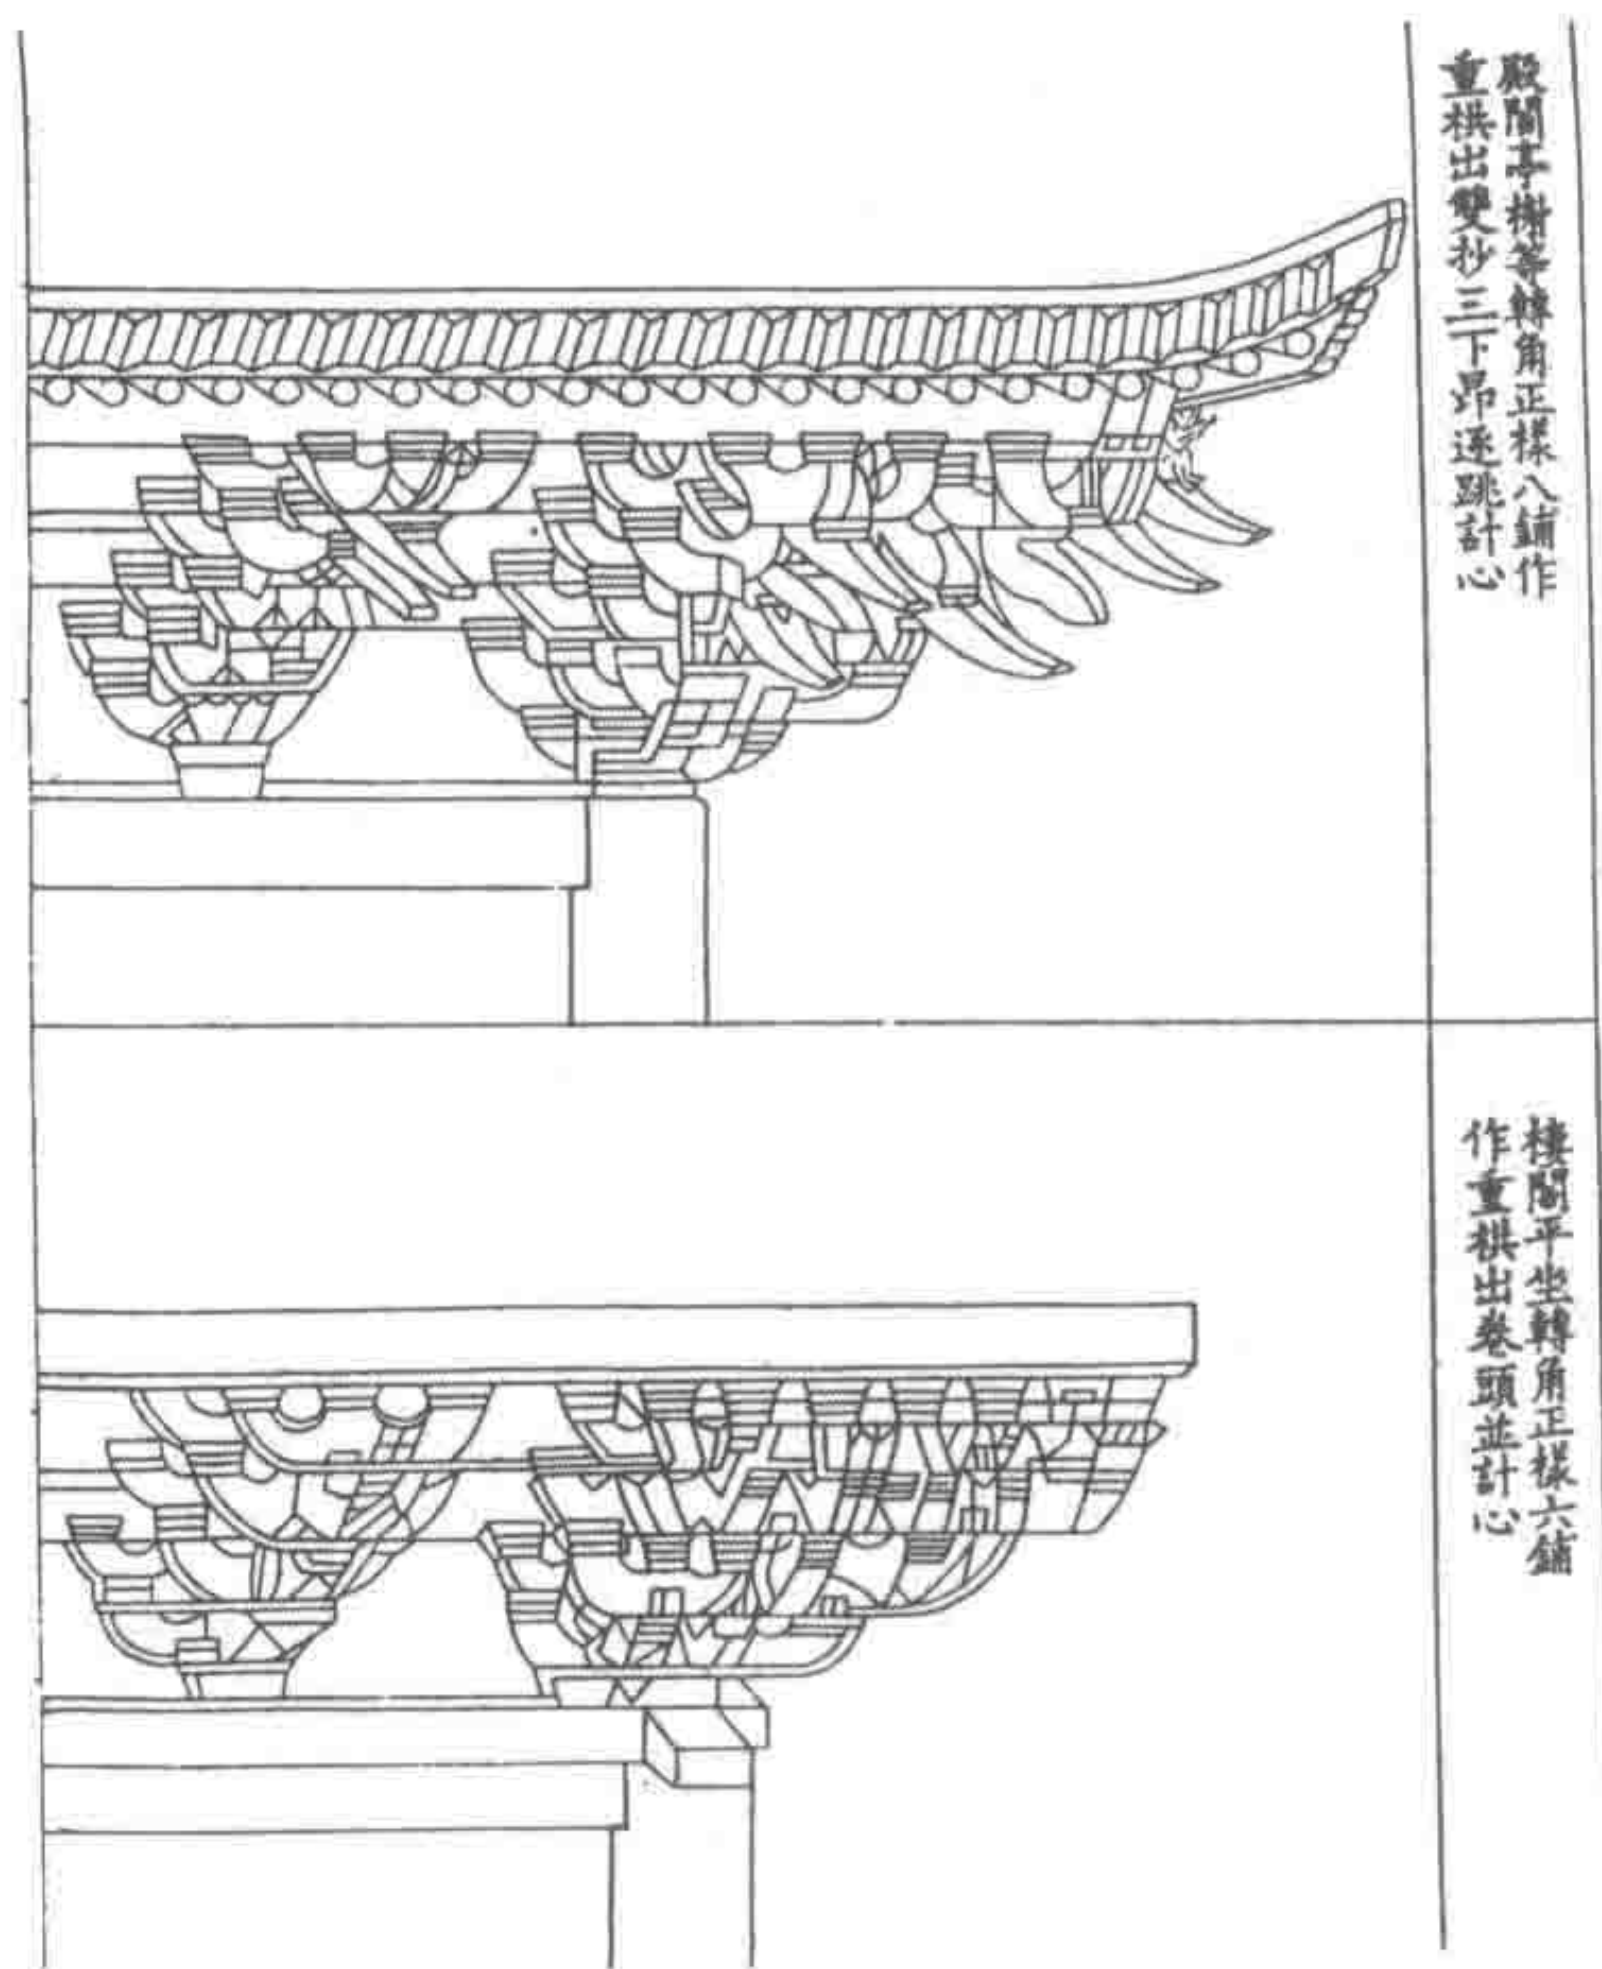 殿閣亭榭等轉角正樣八鋪作
重栱出雙抄三下昂逐跳計心
樓閣平坐轉角正樣六鋪
作重栱出卷頭並計心